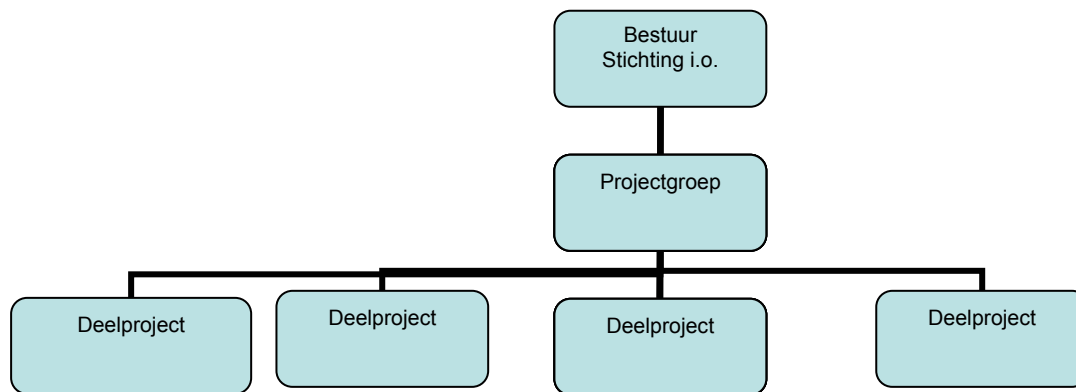 Bestuur
Stichting i.o.
Projectgroep
Deelproject
Deelproject
Deelproject
Deelproject